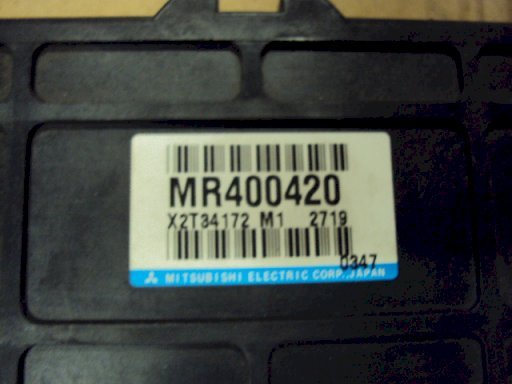 MR400420
X2T34172 M1 2719
0347
MITSUBISHI ELECTRIC CORP.,JAPAN